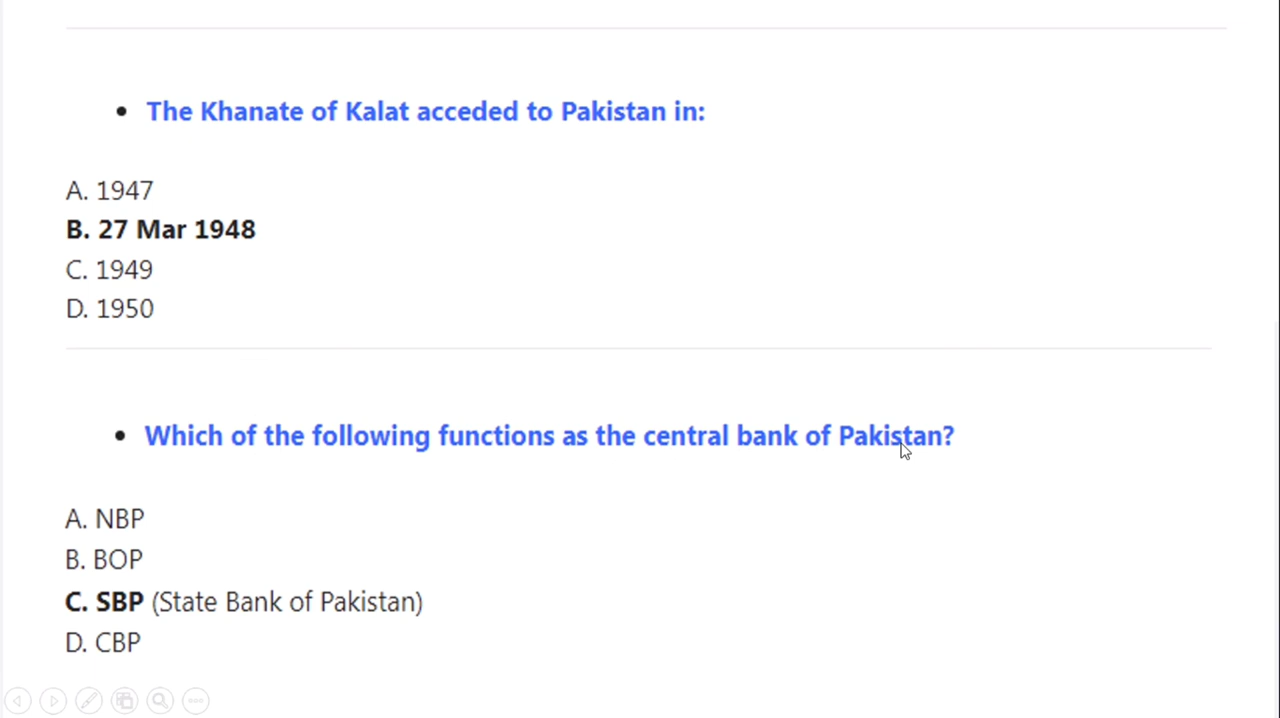 • The Khanate of Kalat acceded to Pakistan in:
A. 1947
B. 27 Mar 1948
C. 1949
D. 1950
• Which of the following functions as the central bank of Pakistan?
A. NBP
B. BOP
C. SBP (State Bank of Pakistan)
D. CBP